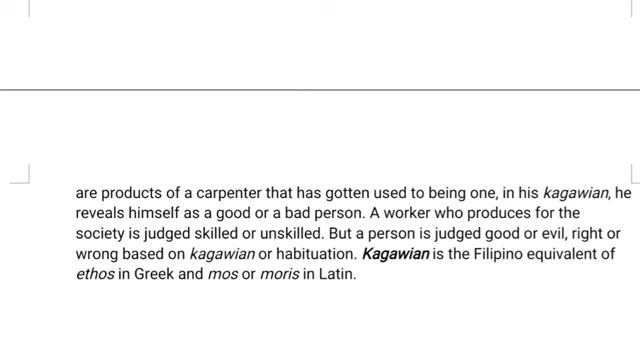 are products of a carpenter that has gotten used to being one, in his kagawian, he
reveals himself as a good or a bad person. A worker who produces for the
society is judged skilled or unskilled. But a person is judged good or evil, right or
wrong based on kagawian or habituation. Kagawian is the Filipino equivalent of
ethos in Greek and mos or moris in Latin.